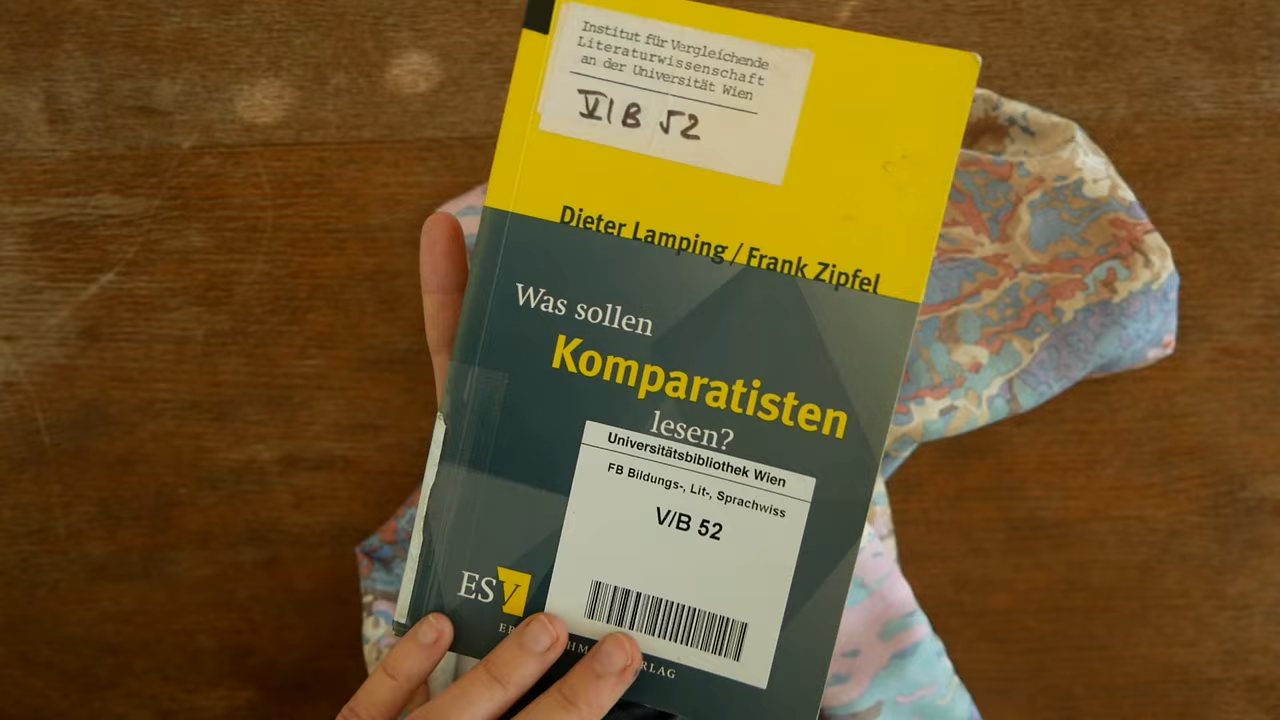 Institut für Vergleichende
Literaturwissenschaft
an der Universität Wien
V/B 52
Dieter Lamping / Frank Zipfel
Was sollen
Komparatisten
lesen?
Universitätsbibliothek Wien
FB Bildungs-, Lit-, Sprachwiss
V/B 52
ESV